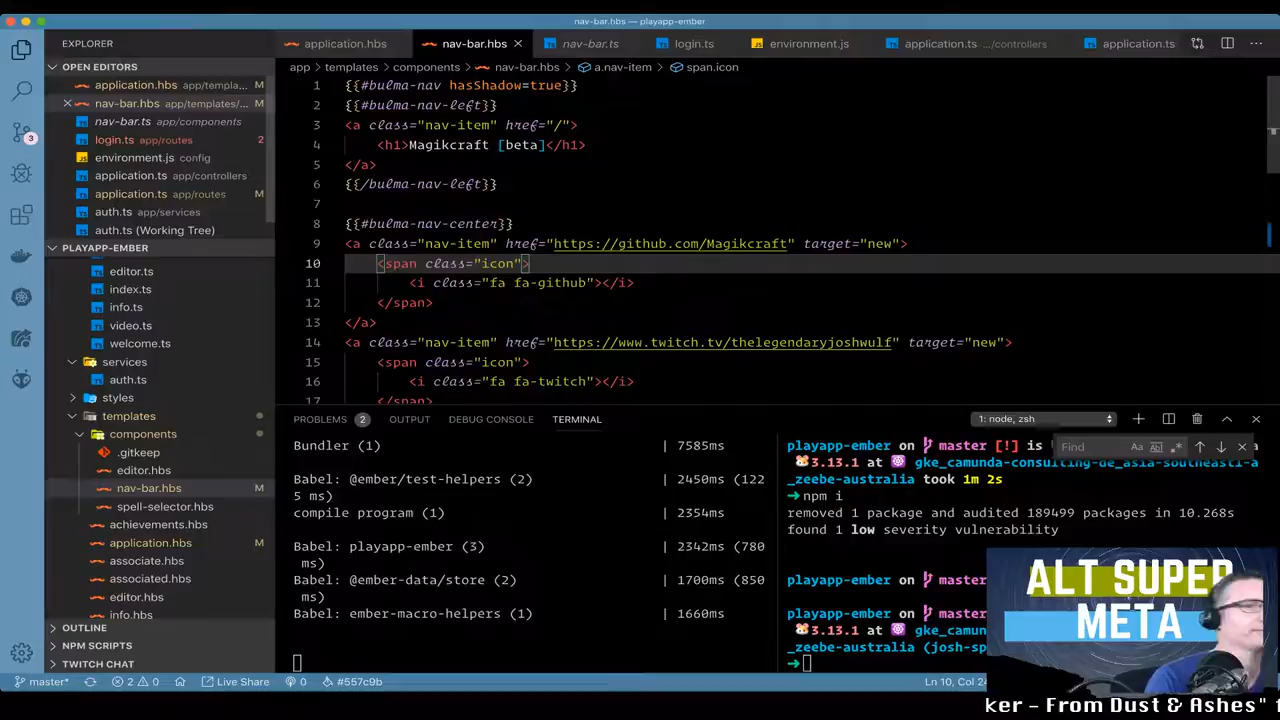 nav-bar.hbs — playapp-ember
EXPLORER
application.hbs
nav-bar.hbs
nav-bar.ts
login.ts
environment.js
application.ts .../controllers
application.ts
OPEN EDITORS
application.hbs app/templa... M
nav-bar.hbs app/templates/... M
nav-bar.ts app/components
login.ts app/routes 2
environment.js config
application.ts app/controllers
application.ts app/routes M
auth.ts app/services
auth.ts (Working Tree)
3
PLAYAPP-EMBER
editor.ts
index.ts
info.ts
video.ts
welcome.ts
services
auth.ts
styles
templates
components
.gitkeep
editor.hbs
nav-bar.hbs M
spell-selector.hbs
achievements.hbs
application.hbs M
associate.hbs
associated.hbs
editor.hbs
info.hbs
OUTLINE
NPM SCRIPTS
TWITCH CHAT
app > templates > components > nav-bar.hbs > a.nav-item > span.icon
1 {{#bulma-nav hasShadow=true}}
2 {{#bulma-nav-left}}
3 <a class="nav-item" href="/">
4 <h1>Magikcraft [beta]</h1>
5 </a>
6 {{/bulma-nav-left}}
7
8 {{#bulma-nav-center}}
9 <a class="nav-item" href="https://github.com/Magikcraft" target="new">
10 <span class="icon">
11 <i class="fa fa-github"></i>
12 </span>
13 </a>
14 <a class="nav-item" href="https://www.twitch.tv/thelegendaryjoshwulf" target="new">
15 <span class="icon">
16 <i class="fa fa-twitch"></i>
17 </span>
PROBLEMS 2 OUTPUT DEBUG CONSOLE TERMINAL
1: node, zsh
Find
Aa
Bundler (1) | 7585ms
Babel: @ember/test-helpers (2) | 2450ms (122
5 ms)
compile program (1) | 2354ms
Babel: playapp-ember (3) | 2342ms (780
ms)
Babel: @ember-data/store (2) | 1700ms (850
ms)
Babel: ember-macro-helpers (1) | 1660ms
playapp-ember on master [!] is
3.13.1 at gke_camunda-consulting-de_asia-southeast1-a
_zeebe-australia took 1m 2s
npm i
removed 1 package and audited 189499 packages in 10.268s
found 1 low severity vulnerability
playapp-ember on master
playapp-ember on master
3.13.1 at gke_camun
_zeebe-australia (josh-sp
ALT SUPER
META
master* 2 0 Live Share 0 #557c9b
Ln 10, Col 24
ker - From Dust & Ashes"